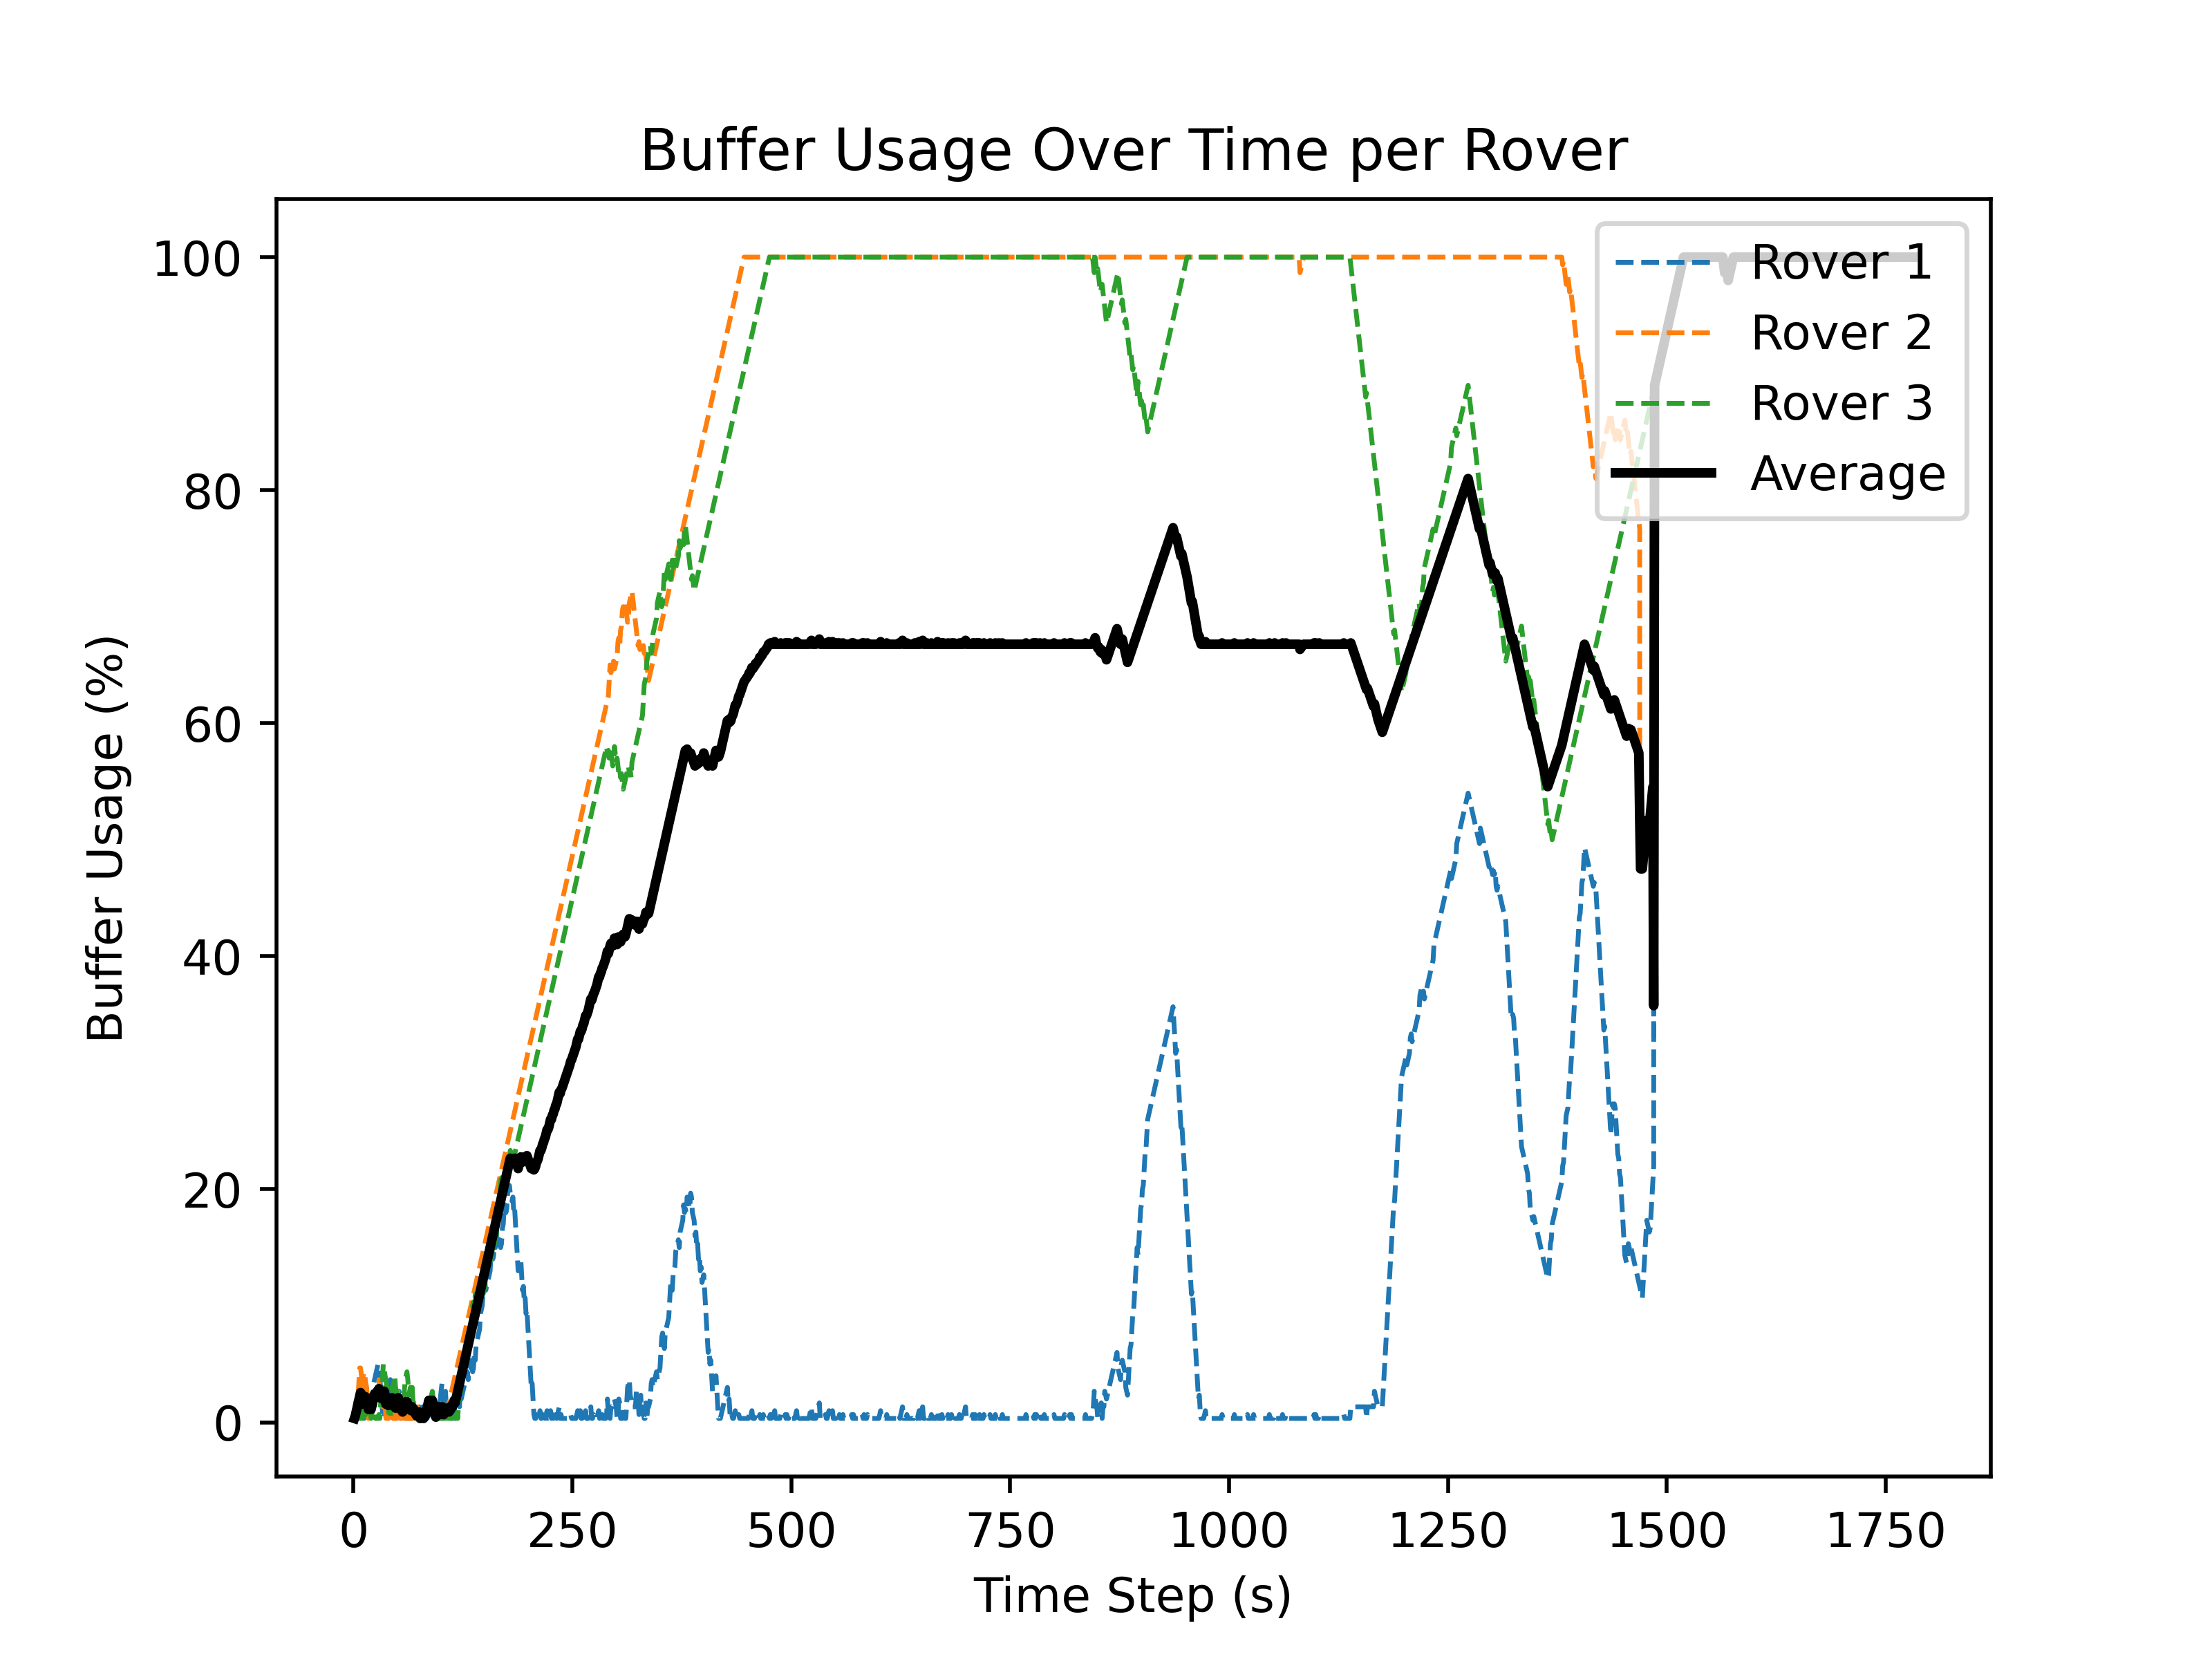 Buffer Usage Over Time per Rover
Buffer Usage (%)
100
80
60
40
20
0
Rover 1
Rover 2
Rover 3
Average
0 250 500 750 1000 1250 1500 1750
Time Step (s)